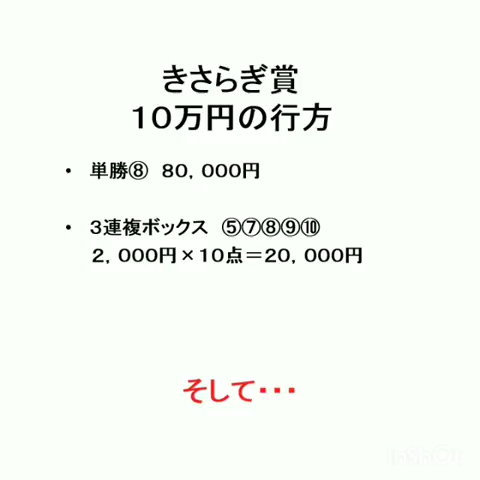 きさらぎ賞
１０万円の行方
• 単勝⑧ ８０，０００円
• ３連複ボックス ⑤⑦⑧⑨⑩
２，０００円×１０点＝２０，０００円
そして・・・